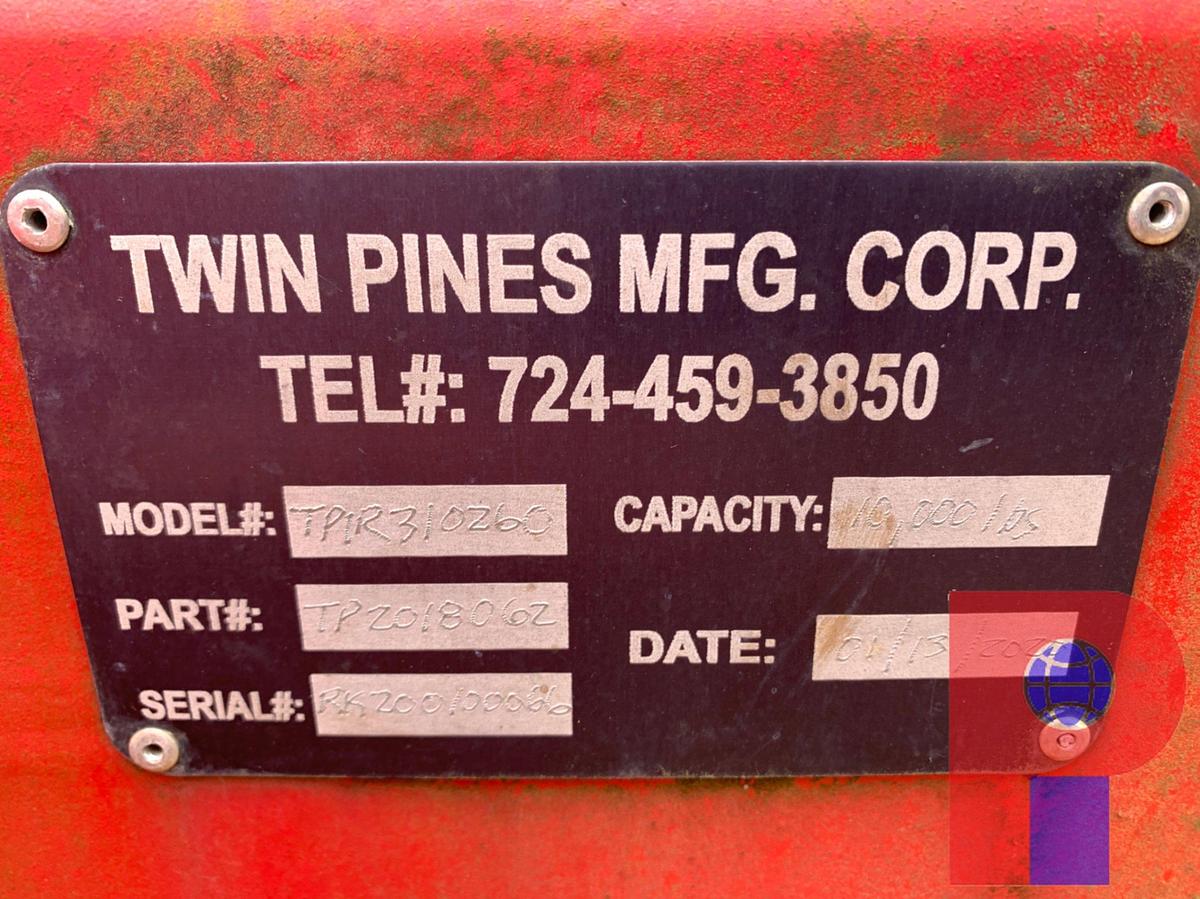 TWIN PINES MFG. CORP.
TEL#: 724-459-3850
MODEL#: TPIR310260
CAPACITY: 10,000 lbs
PART#: TP2018062
DATE: 01/13/
SERIAL#: